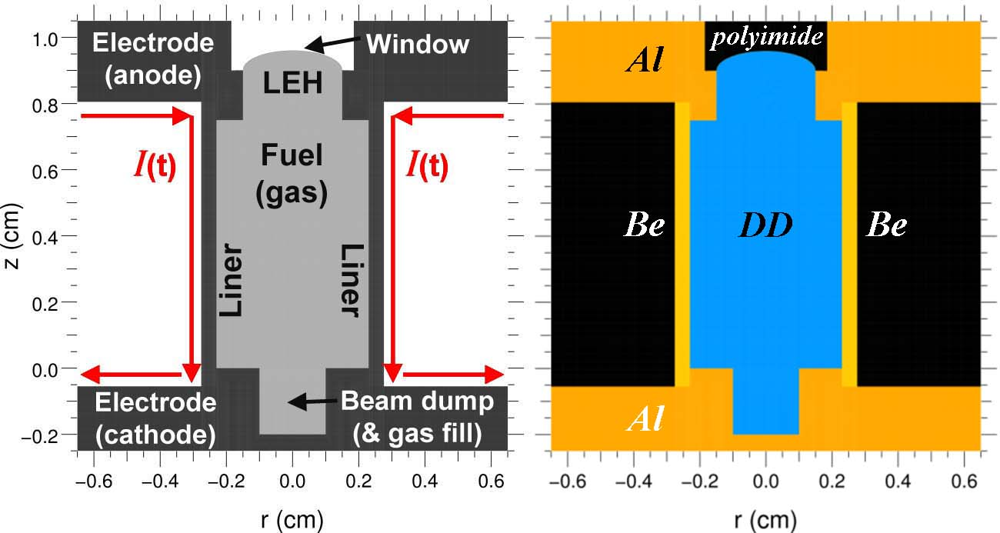 Electrode
(anode)
Window
LEH
I(t)
I(t)
Fuel
(gas)
Liner
Liner
Electrode
(cathode)
Beam dump
(& gas fill)
z (cm)
1.0
0.8
0.6
0.4
0.2
0.0
−0.2
−0.6
−0.4
−0.2
0.0
0.2
0.4
0.6
r (cm)
polyimide
Al
Be
DD
Be
Al
−0.6
−0.4
−0.2
0.0
0.2
0.4
0.6
r (cm)